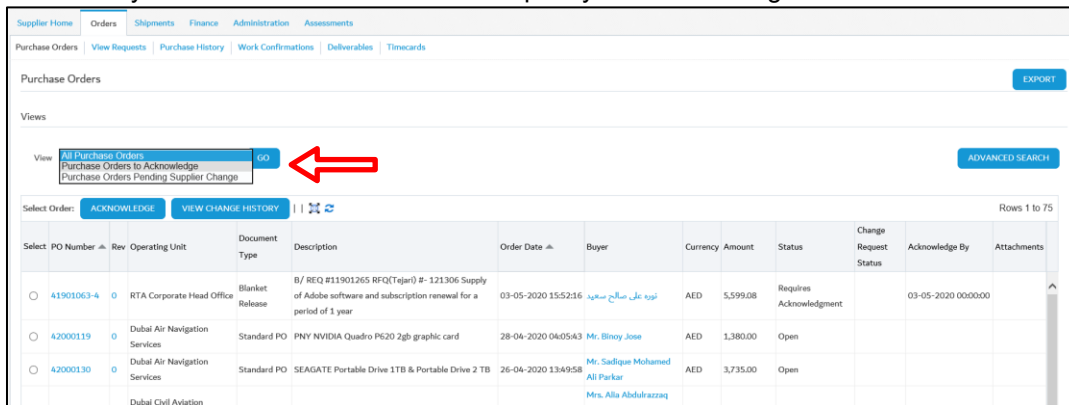 Supplier Home Orders Shipments Finance Administration Assessments
Purchase Orders View Requests Purchase History Work Confirmations Deliverables Timecards
Purchase Orders EXPORT
Views
View All Purchase Orders GO ADVANCED SEARCH
Purchase Orders to Acknowledge
Purchase Orders Pending Supplier Change
Select Order: ACKNOWLEDGE VIEW CHANGE HISTORY Rows 1 to 75
Select PO Number Rev Operating Unit Document Type Description Order Date Buyer Currency Amount Status Change Request Status Acknowledge By Attachments
41901063-4 0 RTA Corporate Head Office Blanket Release B/ REQ #11901265 RFQ(Tejari) #- 121306 Supply of Adobe software and subscription renewal for a period of 1 year 03-05-2020 15:52:16 نوره علي صالح سعيد AED 5,599.08 Requires Acknowledgment 03-05-2020 00:00:00
42000119 0 Dubai Air Navigation Services Standard PO PNY NVIDIA Quadro P620 2gb graphic card 28-04-2020 04:05:43 Mr. Binoy Jose AED 1,380.00 Open
42000130 0 Dubai Air Navigation Services Standard PO SEAGATE Portable Drive 1TB & Portable Drive 2 TB 26-04-2020 13:49:58 Mr. Sadique Mohamed Ali Parkar AED 3,735.00 Open
Dubai Civil Aviation Mrs. Alia Abdulrazzaq